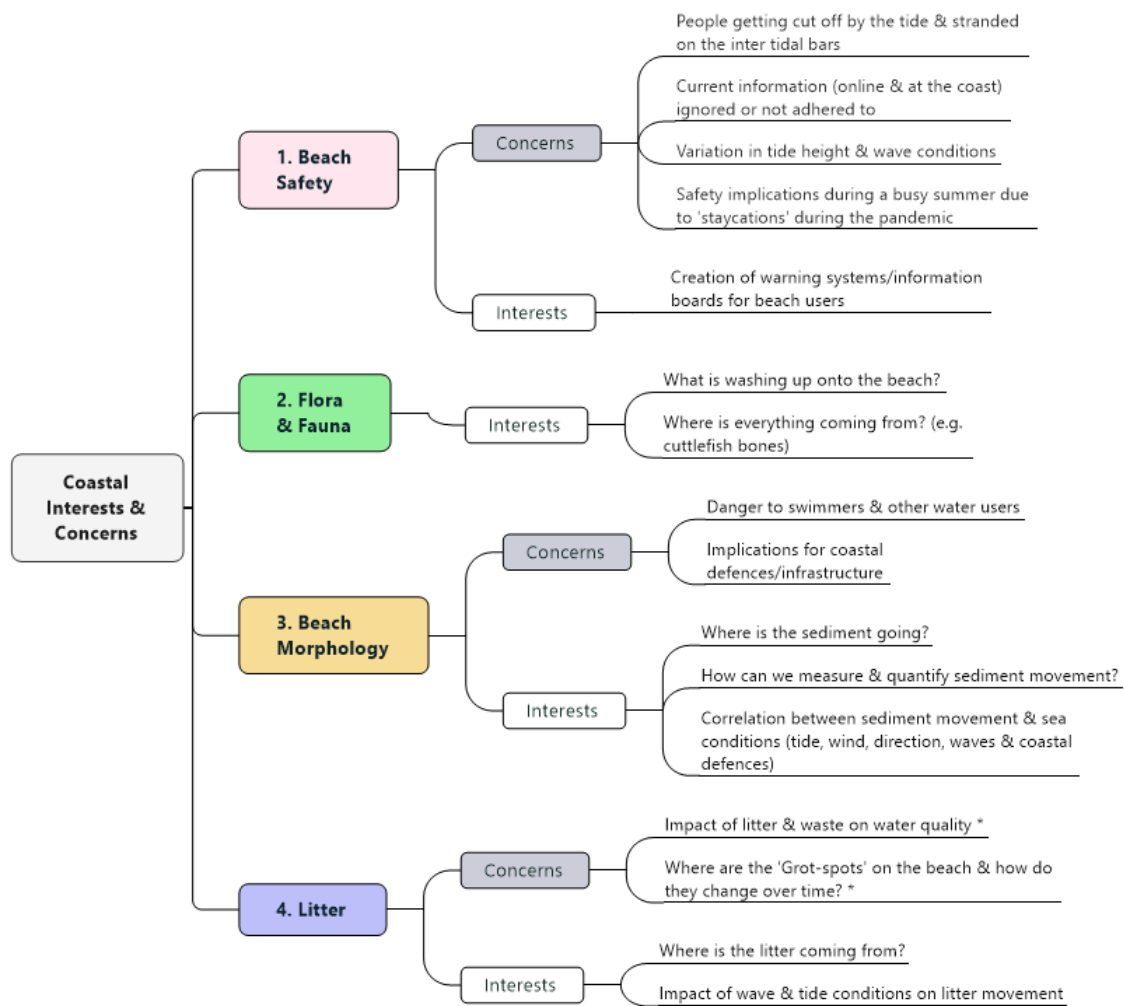 Coastal
Interests &
Concerns
1. Beach
Safety
Concerns
People getting cut off by the tide & stranded
on the inter tidal bars
Current information (online & at the coast)
ignored or not adhered to
Variation in tide height & wave conditions
Safety implications during a busy summer due
to 'staycations' during the pandemic
Interests
Creation of warning systems/information
boards for beach users
2. Flora
& Fauna
Interests
What is washing up onto the beach?
Where is everything coming from? (e.g.
cuttlefish bones)
3. Beach
Morphology
Concerns
Danger to swimmers & other water users
Implications for coastal
defences/infrastructure
Interests
Where is the sediment going?
How can we measure & quantify sediment movement?
Correlation between sediment movement & sea
conditions (tide, wind, direction, waves & coastal
defences)
4. Litter
Concerns
Impact of litter & waste on water quality *
Where are the 'Grot-spots' on the beach & how do
they change over time? *
Interests
Where is the litter coming from?
Impact of wave & tide conditions on litter movement